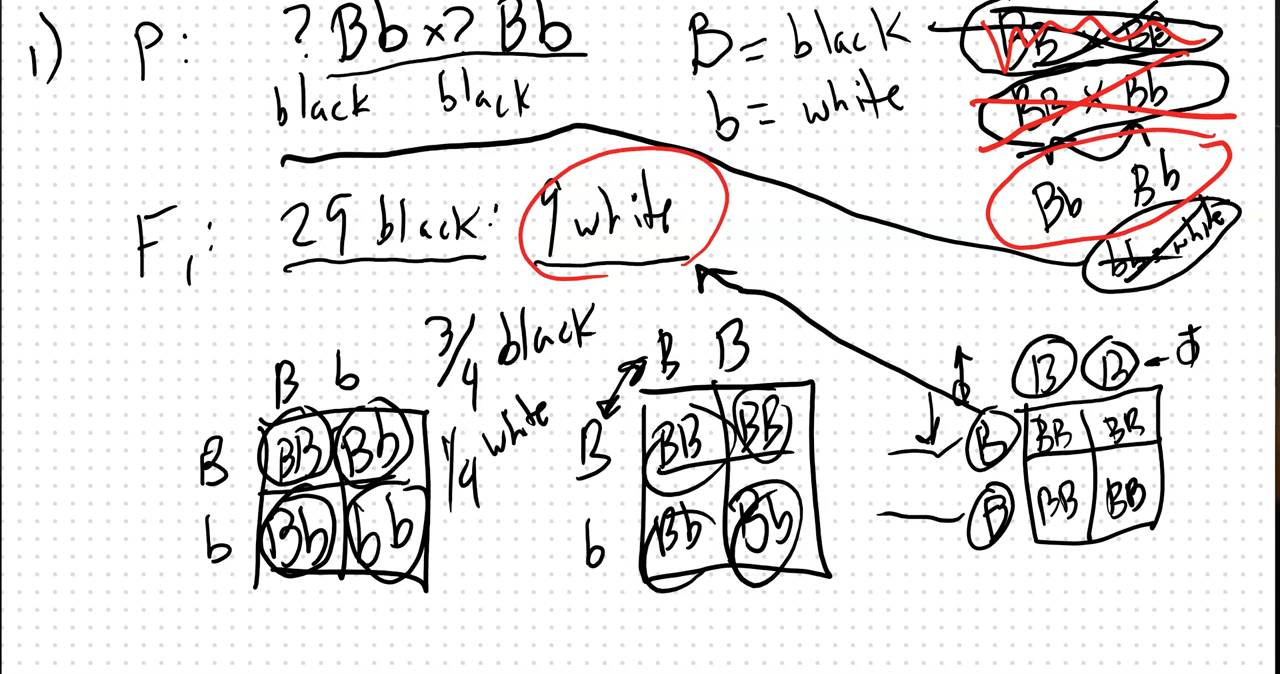 1) P: ? Bb x ? Bb
black black
B = black
b = white
BB x BB
BB x Bb
Bb Bb
bb = white
F1: 29 black: 9 white
3/4 black
1/4 white
B b
B BB Bb
b Bb bb
B B
B BB BB
b Bb Bb
B B
B BB BB
B BB BB